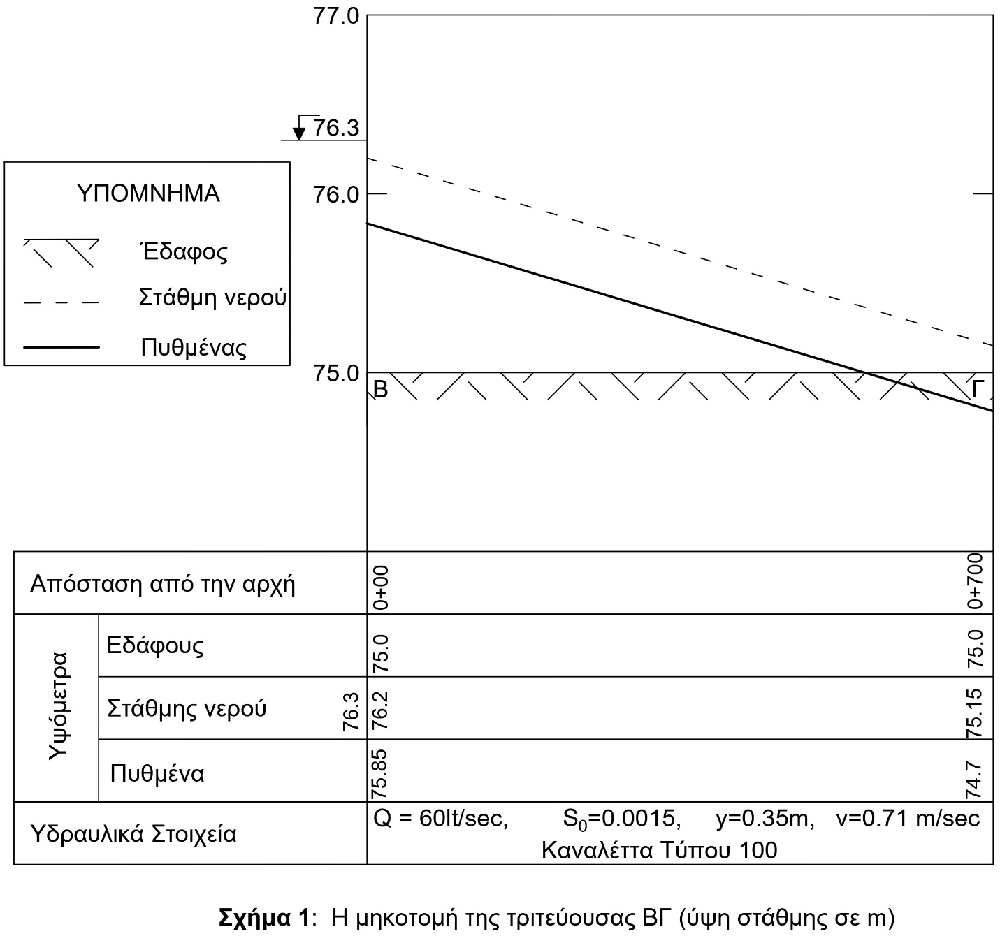 77.0
76.3
ΥΠΟΜΝΗΜΑ
76.0
Έδαφος
Στάθμη νερού
Πυθμένας
75.0
Β
Γ
Απόσταση από την αρχή
0+00
0+700
Υψόμετρα
Εδάφους
75.0
75.0
Στάθμης νερού
76.3
76.2
75.15
Πυθμένα
75.85
74.7
Υδραυλικά Στοιχεία
Q = 60lt/sec, S0=0.0015, y=0.35m, v=0.71 m/sec
Καναλέττα Τύπου 100
Σχήμα 1: Η μηκοτομή της τριτεύουσας ΒΓ (ύψη στάθμης σε m)